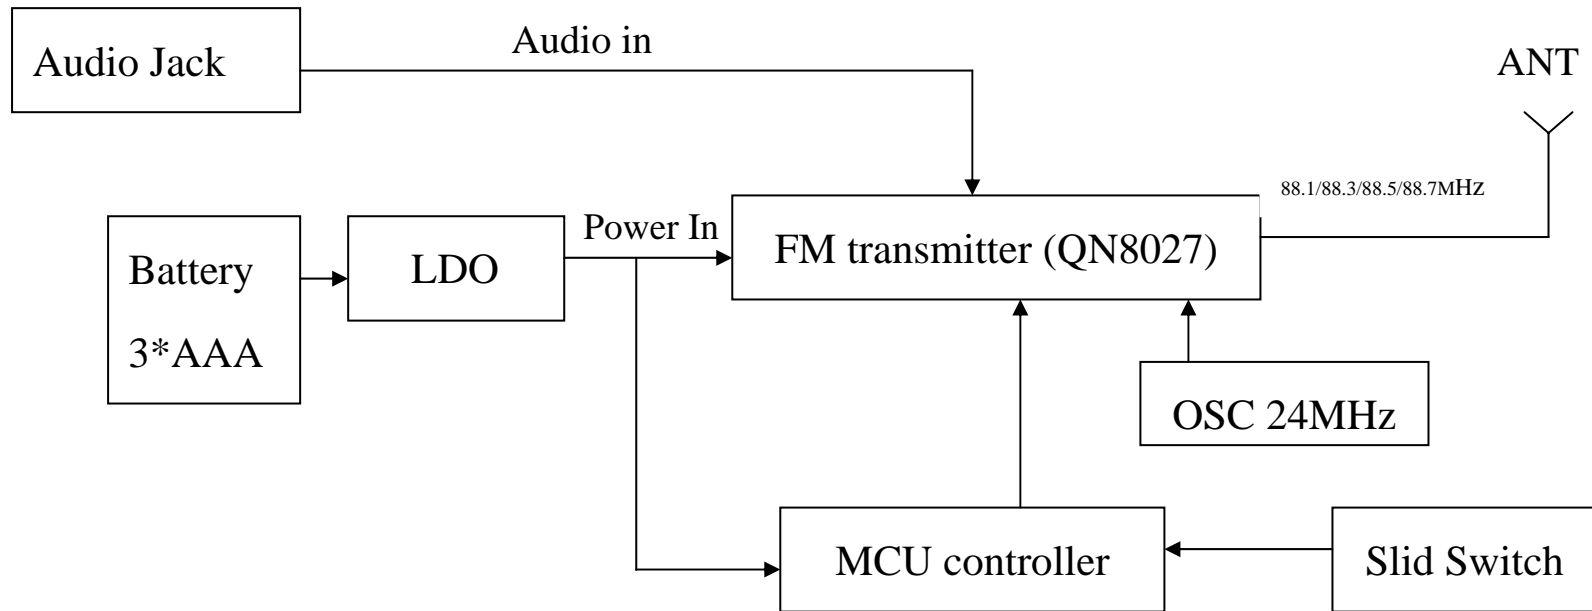 Audio Jack
Audio in
ANT
88.1/88.3/88.5/88.7MHz
Battery
3*AAA
LDO
Power In
FM transmitter (QN8027)
OSC 24MHz
MCU controller
Slid Switch